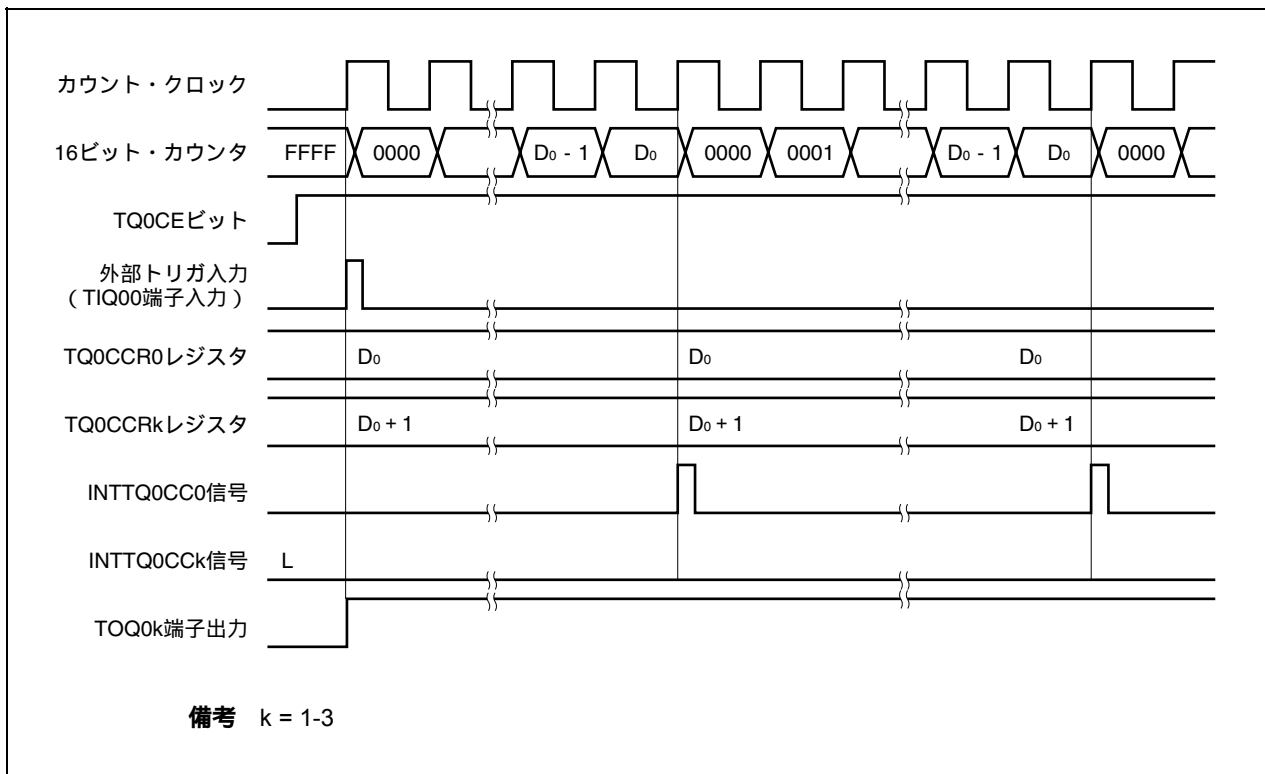 カウント・クロック
16ビット・カウンタ FFFF 0000 D0 - 1 D0 0000 0001 D0 - 1 D0 0000
TQ0CEビット
外部トリガ入力
（TIQ00端子入力）
TQ0CCR0レジスタ D0 D0 D0
TQ0CCRkレジスタ D0 + 1 D0 + 1 D0 + 1
INTTQ0CC0信号
INTTQ0CCk信号 L
TOQ0k端子出力
備考 k = 1-3